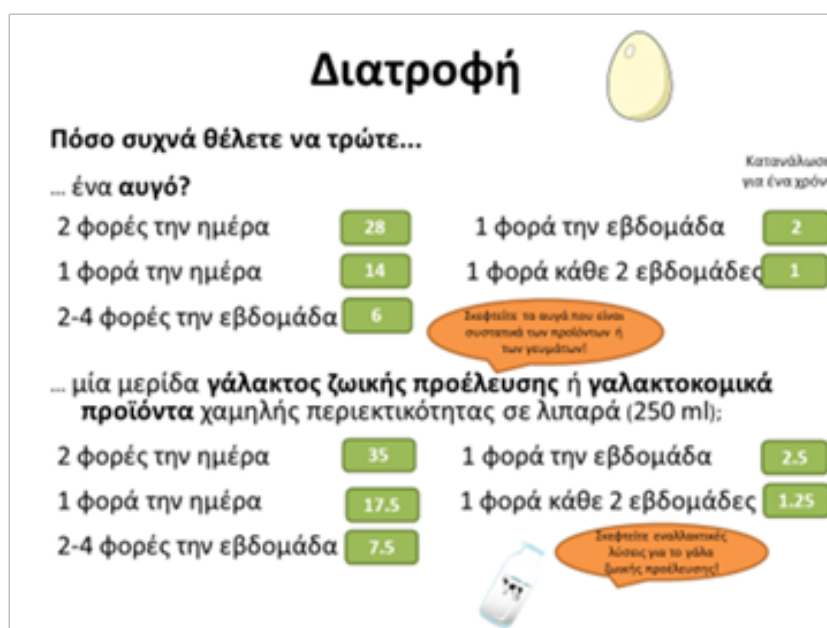 Διατροφή
Πόσο συχνά θέλετε να τρώτε...
Κατανάλωσε
για ένα χρόν
... ένα αυγό?
2 φορές την ημέρα 28 1 φορά την εβδομάδα 2
1 φορά την ημέρα 14 1 φορά κάθε 2 εβδομάδες 1
2-4 φορές την εβδομάδα 6
Σκεφτείτε τα αυγά που είναι
συστατικά των προϊόντων ή
των γευμάτων!
... μία μερίδα γάλακτος ζωικής προέλευσης ή γαλακτοκομικά
προϊόντα χαμηλής περιεκτικότητας σε λιπαρά (250 ml);
2 φορές την ημέρα 35 1 φορά την εβδομάδα 2.5
1 φορά την ημέρα 17.5 1 φορά κάθε 2 εβδομάδες 1.25
2-4 φορές την εβδομάδα 7.5
Σκεφτείτε εναλλακτικές
λύσεις για το γάλα
ζωικής προέλευσης!